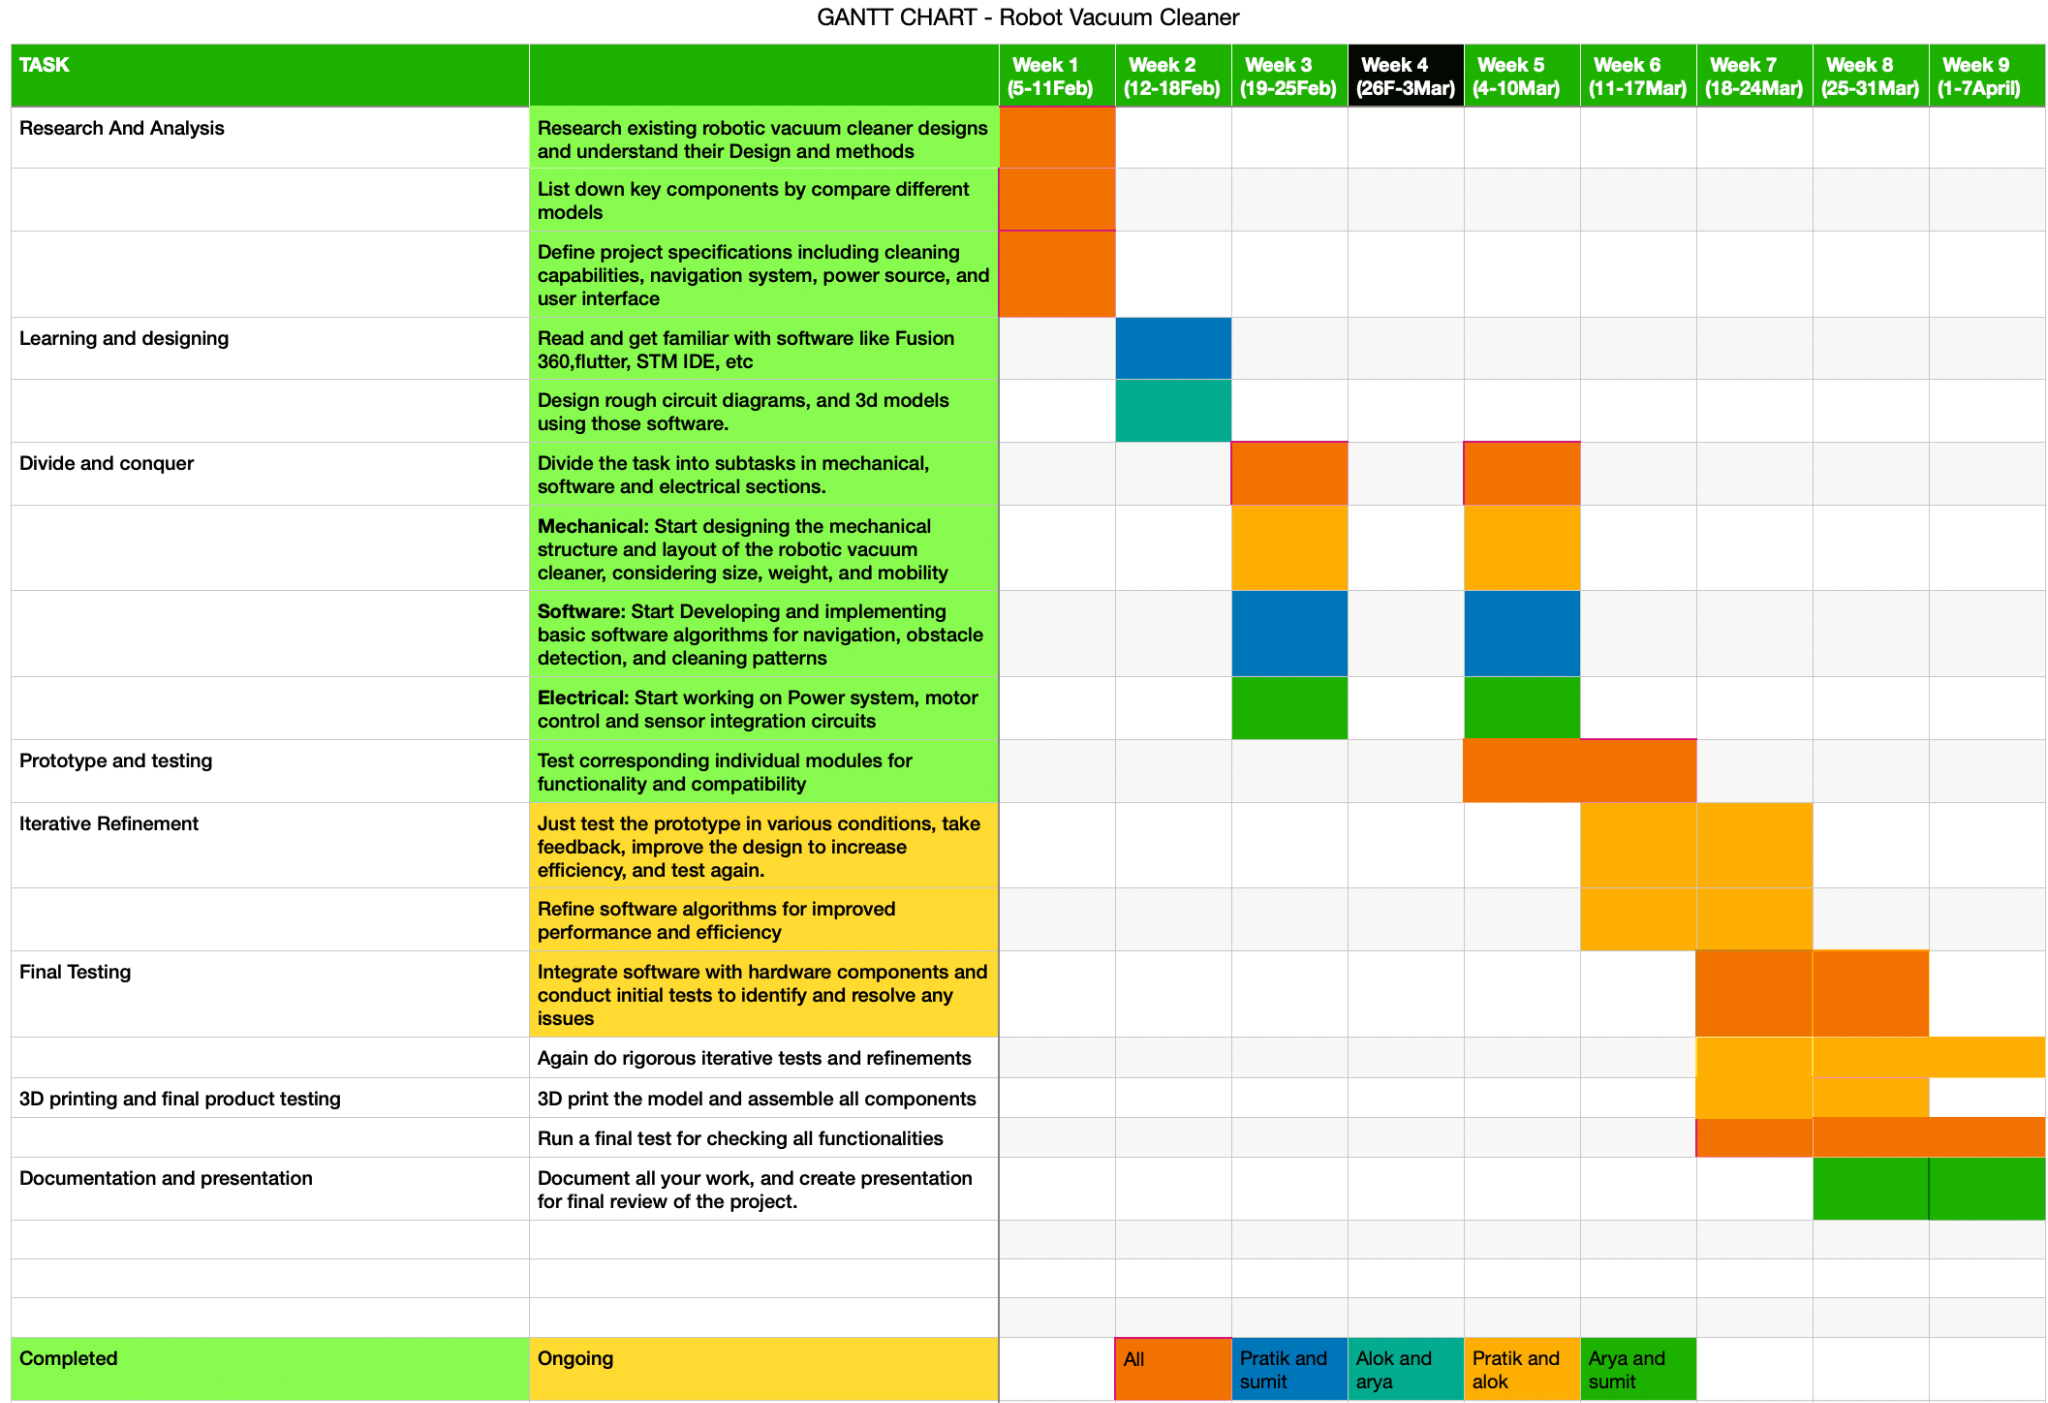 GANTT CHART - Robot Vacuum Cleaner
TASK
Week 1
(5-11Feb)
Week 2
(12-18Feb)
Week 3
(19-25Feb)
Week 4
(26F-3Mar)
Week 5
(4-10Mar)
Week 6
(11-17Mar)
Week 7
(18-24Mar)
Week 8
(25-31Mar)
Week 9
(1-7April)
Research And Analysis
Research existing robotic vacuum cleaner designs
and understand their Design and methods
List down key components by compare different
models
Define project specifications including cleaning
capabilities, navigation system, power source, and
user interface
Learning and designing
Read and get familiar with software like Fusion
360,flutter, STM IDE, etc
Design rough circuit diagrams, and 3d models
using those software.
Divide and conquer
Divide the task into subtasks in mechanical,
software and electrical sections.
Mechanical: Start designing the mechanical
structure and layout of the robotic vacuum
cleaner, considering size, weight, and mobility
Software: Start Developing and implementing
basic software algorithms for navigation, obstacle
detection, and cleaning patterns
Electrical: Start working on Power system, motor
control and sensor integration circuits
Prototype and testing
Test corresponding individual modules for
functionality and compatibility
Iterative Refinement
Just test the prototype in various conditions, take
feedback, improve the design to increase
efficiency, and test again.
Refine software algorithms for improved
performance and efficiency
Final Testing
Integrate software with hardware components and
conduct initial tests to identify and resolve any
issues
Again do rigorous iterative tests and refinements
3D printing and final product testing
3D print the model and assemble all components
Run a final test for checking all functionalities
Documentation and presentation
Document all your work, and create presentation
for final review of the project.
Completed
Ongoing
All
Pratik and
sumit
Alok and
arya
Pratik and
alok
Arya and
sumit